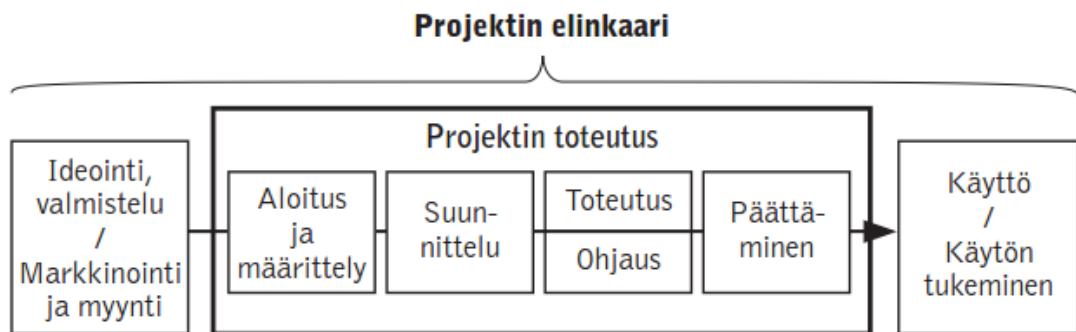 Projektin elinkaari
Ideointi,
valmistelu
/
Markkinointi
ja myynti
Projektin toteutus
Aloitus
ja
määrittely
Suun-
nittelu
Toteutus
Ohjaus
Päättä-
minen
Käyttö
/
Käytön
tukeminen